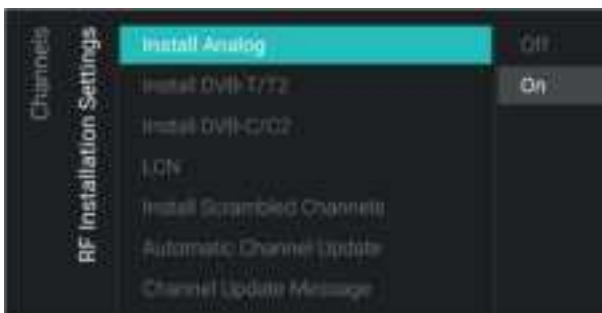 Channels
RF Installation Settings
Install Analog
Install DVB-T/T2
Install DVB-C/C2
LCN
Install Scrambled Channels
Automatic Channel Update
Channel Update Message
Off
On